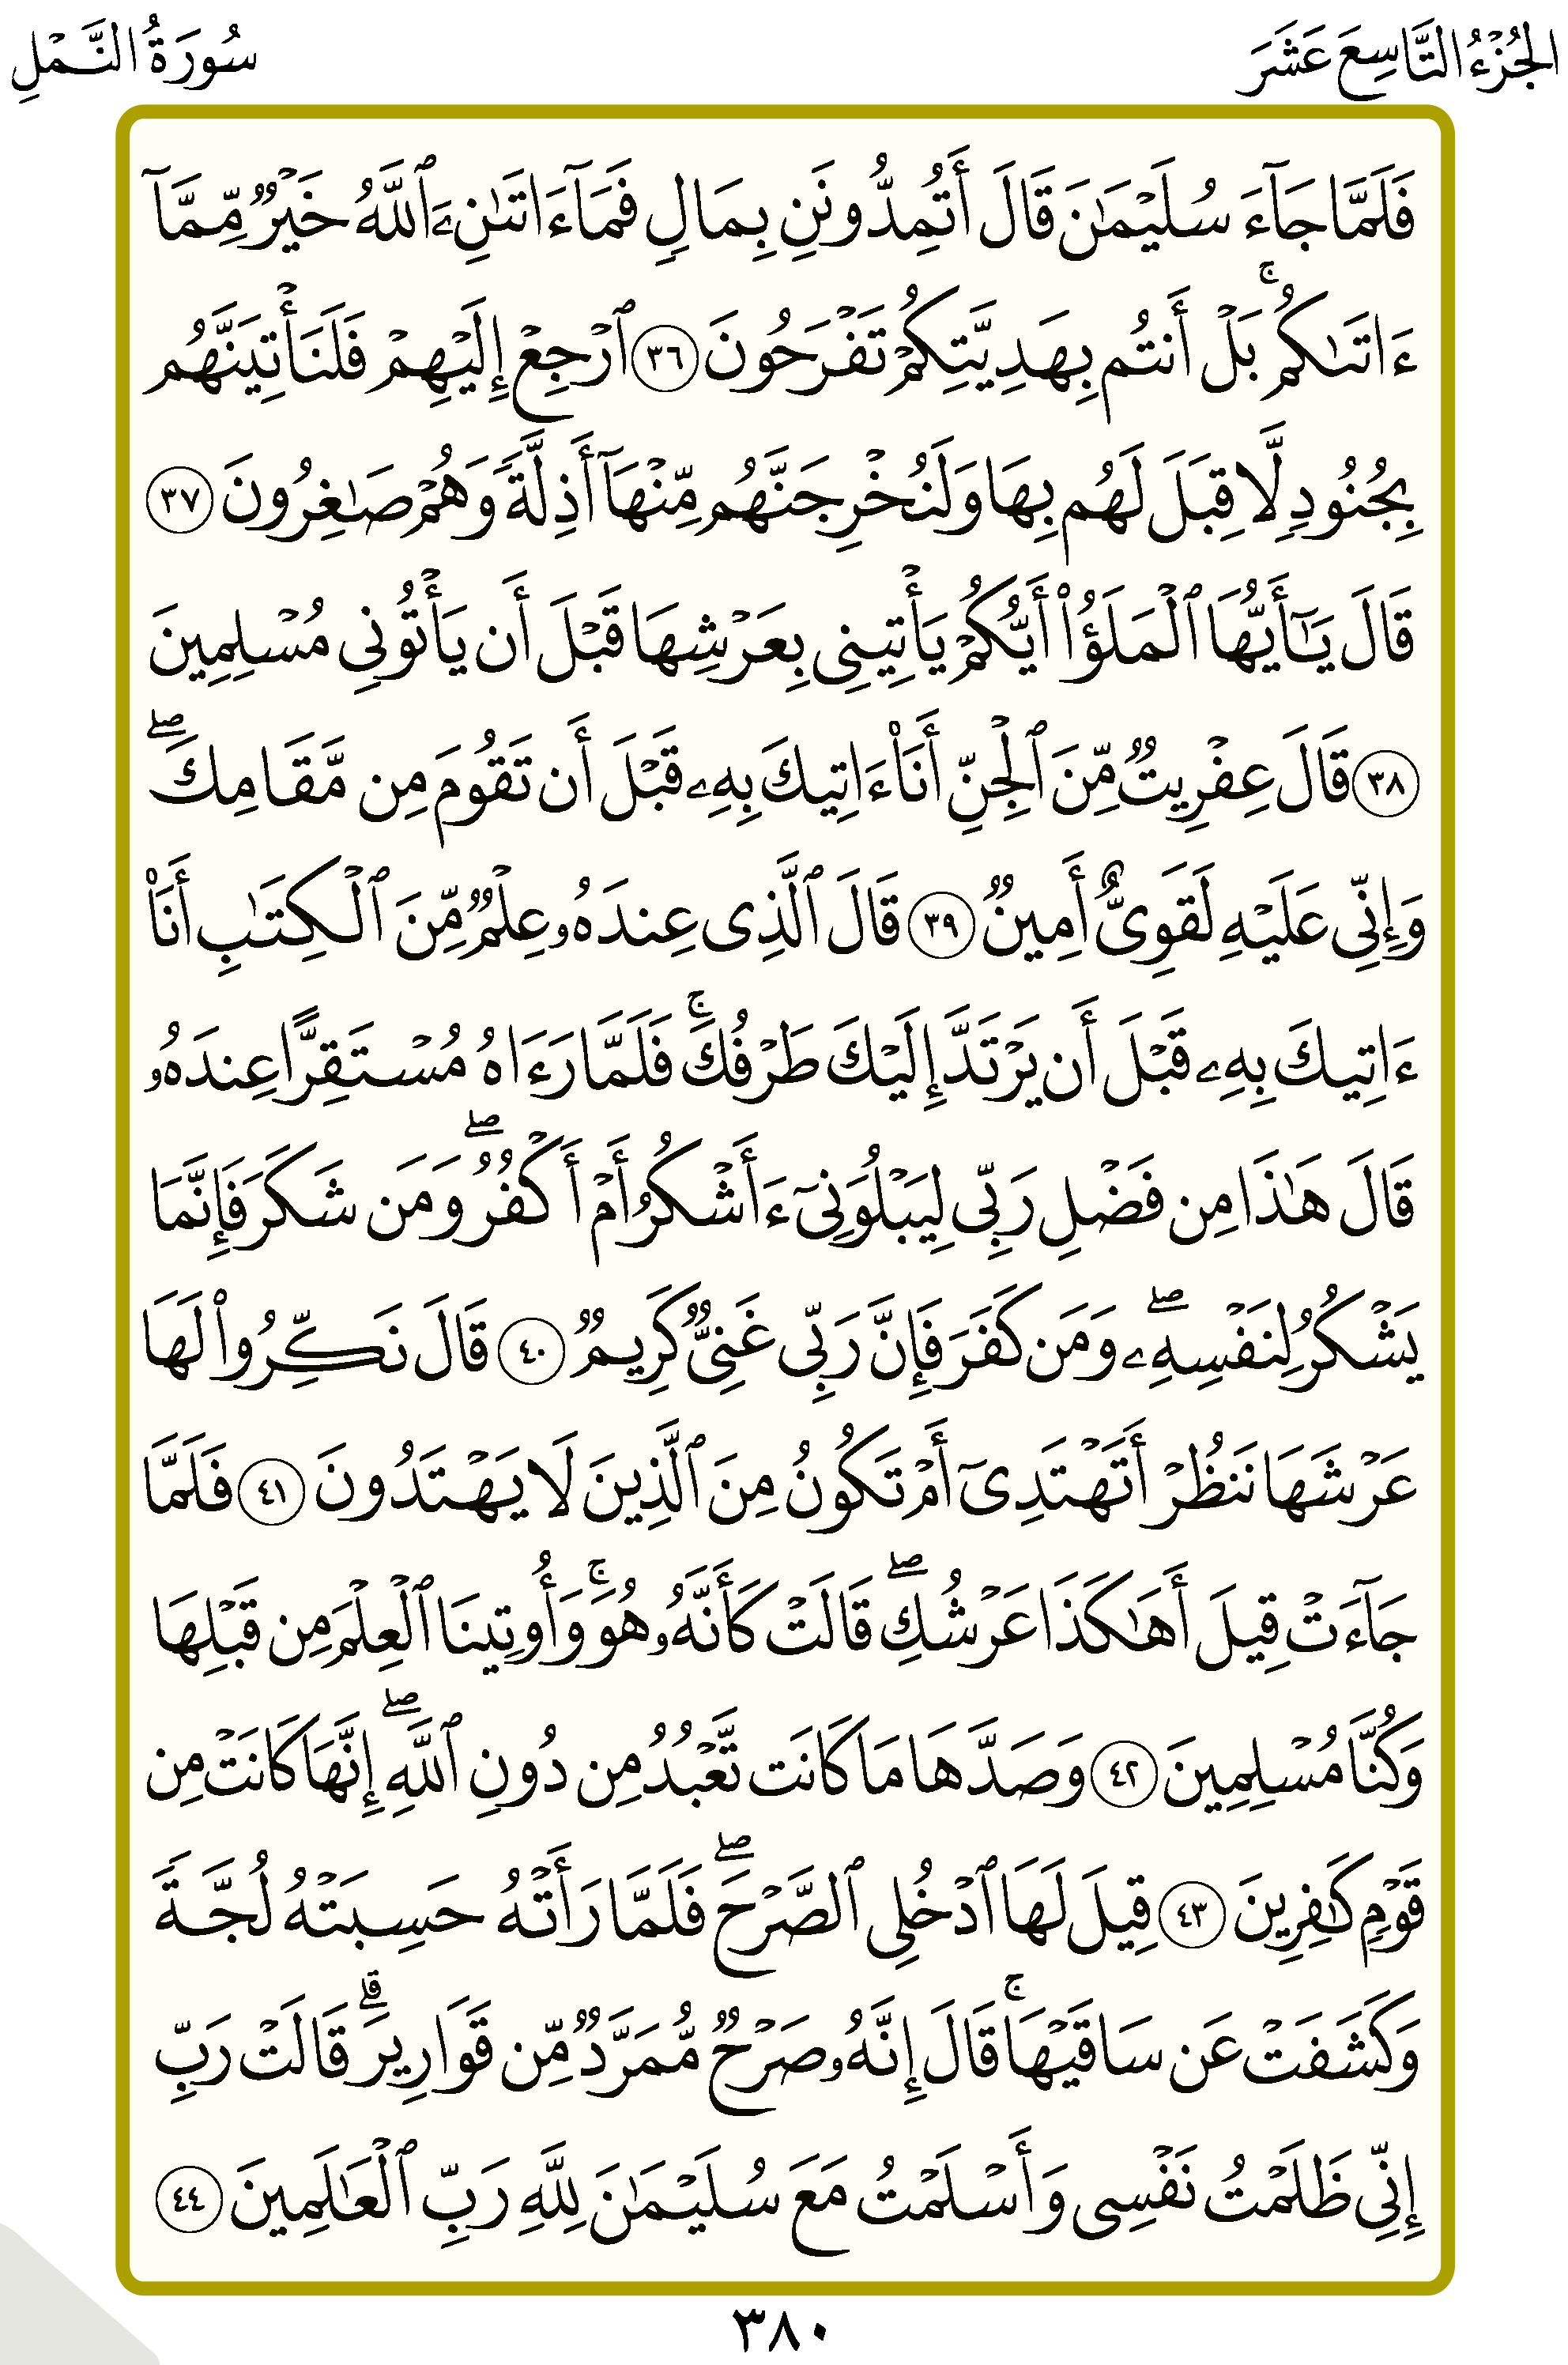 الجُزْءُ التَّاسِعَ عَشَرَ
سُورَةُ النَّمْلِ
فَلَمَّا جَآءَ سُلَيْمَٰنَ قَالَ أَتُمِدُّونَنِ بِمَالٍ فَمَآ ءَاتَىٰنِۦَ ٱللَّهُ خَيْرٌ مِّمَّآ
ءَاتَىٰكُم ۚ بَلْ أَنتُم بِهَدِيَّتِكُمْ تَفْرَحُونَ ٣٦ ٱرْجِعْ إِلَيْهِمْ فَلَنَأْتِيَنَّهُم
بِجُنُودٍ لَّا قِبَلَ لَهُم بِهَا وَلَنُخْرِجَنَّهُم مِّنْهَآ أَذِلَّةً وَهُمْ صَٰغِرُونَ ٣٧
قَالَ يَٰٓأَيُّهَا ٱلْمَلَؤُا۟ أَيُّكُمْ يَأْتِينِى بِعَرْشِهَا قَبْلَ أَن يَأْتُونِى مُسْلِمِينَ
٣٨ قَالَ عِفْرِيتٌ مِّنَ ٱلْجِنِّ أَنَا۠ ءَاتِيكَ بِهِۦ قَبْلَ أَن تَقُومَ مِن مَّقَامِكَ ۖ
وَإِنِّى عَلَيْهِ لَقَوِىٌّ أَمِينٌ ٣٩ قَالَ ٱلَّذِى عِندَهُۥ عِلْمٌ مِّنَ ٱلْكِتَٰبِ أَنَا۠
ءَاتِيكَ بِهِۦ قَبْلَ أَن يَرْتَدَّ إِلَيْكَ طَرْفُكَ ۚ فَلَمَّا رَءَاهُ مُسْتَقِرًّا عِندَهُۥ
قَالَ هَٰذَا مِن فَضْلِ رَبِّى لِيَبْلُوَنِىٓ ءَأَشْكُرُ أَمْ أَكْفُرُ ۖ وَمَن شَكَرَ فَإِنَّمَا
يَشْكُرُ لِنَفْسِهِۦ ۖ وَمَن كَفَرَ فَإِنَّ رَبِّى غَنِىٌّ كَرِيمٌ ٤٠ قَالَ نَكِّرُوا۟ لَهَا
عَرْشَهَا نَنظُرْ أَتَهْتَدِىٓ أَمْ تَكُونُ مِنَ ٱلَّذِينَ لَا يَهْتَدُونَ ٤١ فَلَمَّا
جَآءَتْ قِيلَ أَهَٰكَذَا عَرْشُكِ ۖ قَالَتْ كَأَنَّهُۥ هُوَ ۚ وَأُوتِينَا ٱلْعِلْمَ مِن قَبْلِهَا
وَكُنَّا مُسْلِمِينَ ٤٢ وَصَدَّهَا مَا كَانَت تَّعْبُدُ مِن دُونِ ٱللَّهِ ۖ إِنَّهَا كَانَتْ مِن
قَوْمٍ كَٰفِرِينَ ٤٣ قِيلَ لَهَا ٱدْخُلِى ٱلصَّرْحَ ۖ فَلَمَّا رَأَتْهُ حَسِبَتْهُ لُجَّةً
وَكَشَفَتْ عَن سَاقَيْهَا ۚ قَالَ إِنَّهُۥ صَرْحٌ مُّمَرَّدٌ مِّن قَوَارِيرَ ۗ قَالَتْ رَبِّ
إِنِّى ظَلَمْتُ نَفْسِى وَأَسْلَمْتُ مَعَ سُلَيْمَٰنَ لِلَّهِ رَبِّ ٱلْعَٰلَمِينَ ٤٤
٣٨٠